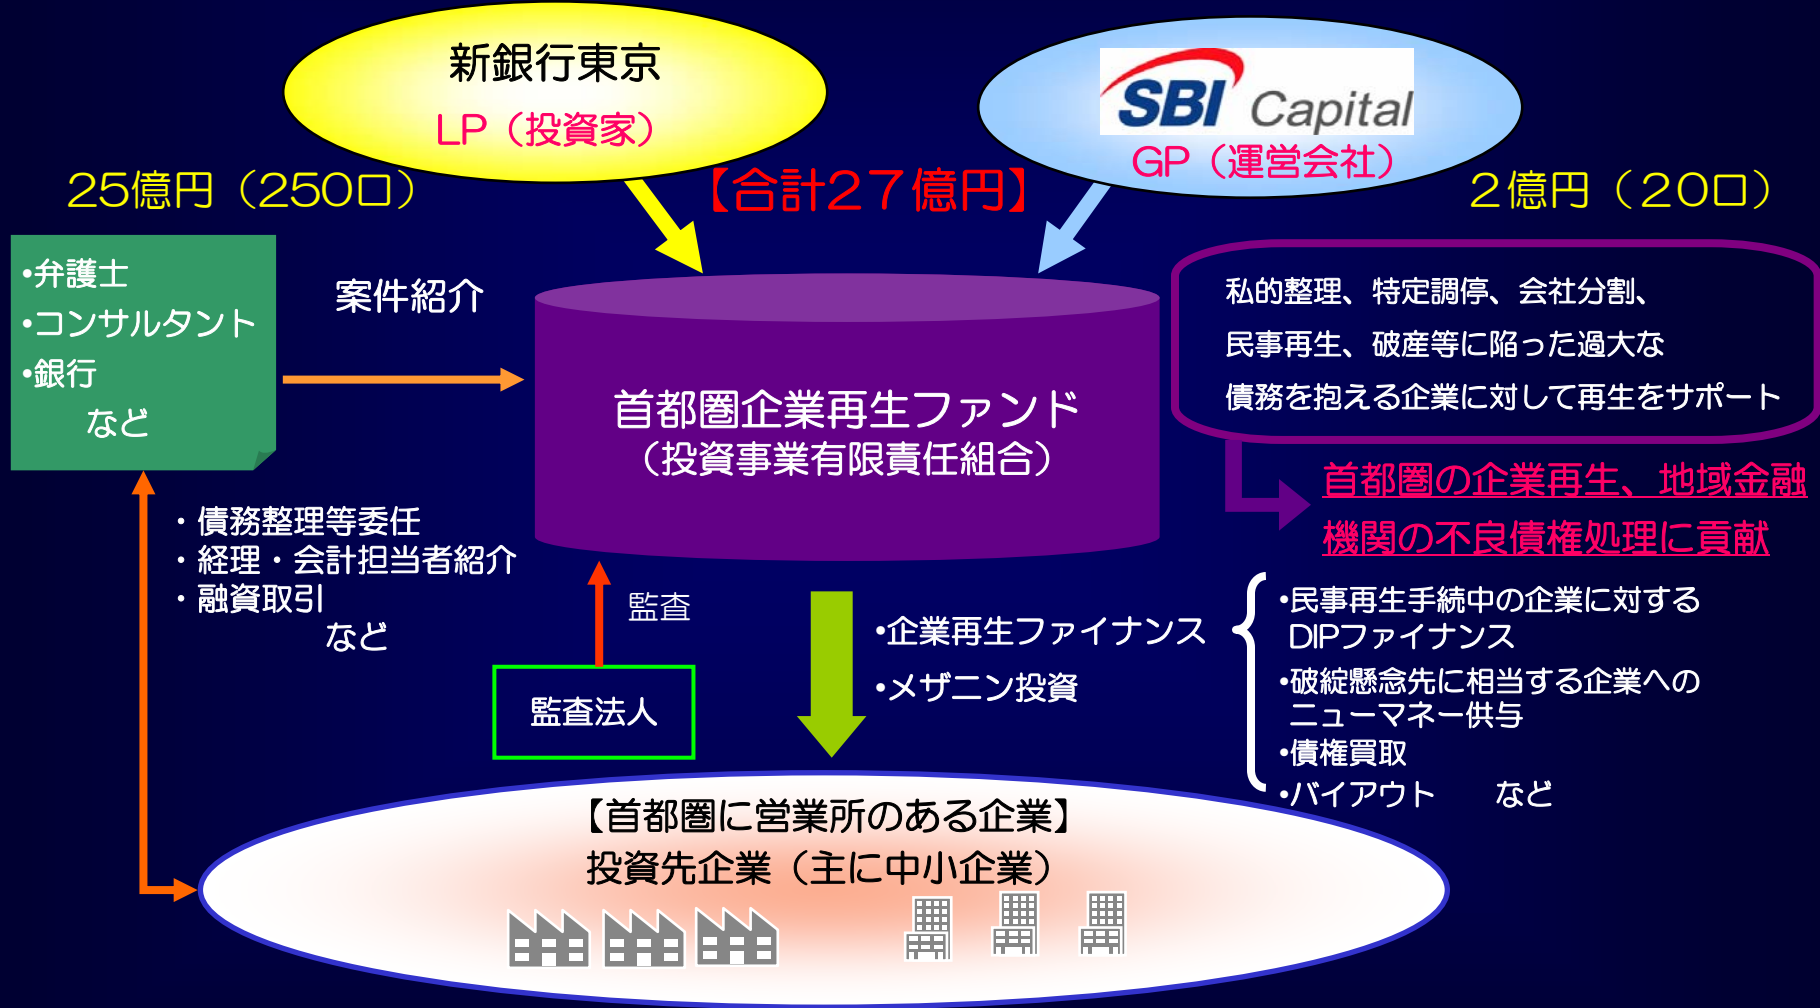 新銀行東京
LP（投資家）
SBI Capital
GP（運営会社）
25億円（250口）
【合計27億円】
2億円（20口）
•弁護士
•コンサルタント
•銀行
など
案件紹介
首都圏企業再生ファンド
（投資事業有限責任組合）
私的整理、特定調停、会社分割、
民事再生、破産等に陥った過大な
債務を抱える企業に対して再生をサポート
首都圏の企業再生、地域金融
機関の不良債権処理に貢献
・債務整理等委任
・経理・会計担当者紹介
・融資取引
など
監査
監査法人
•企業再生ファイナンス
•メザニン投資
•民事再生手続中の企業に対する
DIPファイナンス
•破綻懸念先に相当する企業への
ニューマネー供与
•債権買取
•バイアウト　　など
【首都圏に営業所のある企業】
投資先企業（主に中小企業）